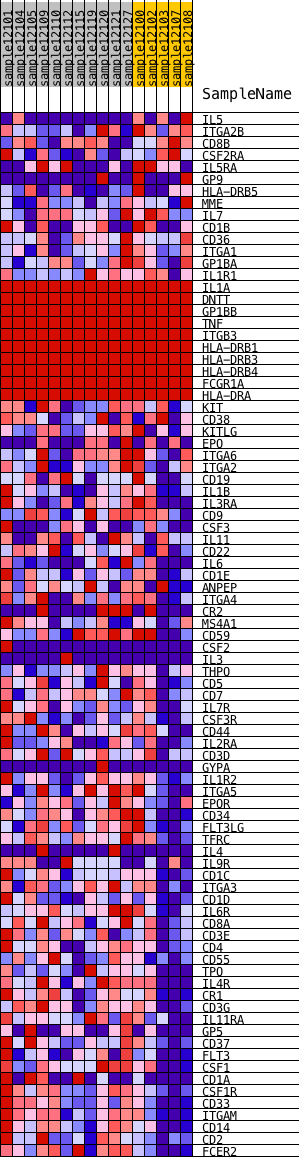 sample12101
sample12104
sample12105
sample12109
sample12110
sample12112
sample12115
sample12119
sample12120
sample12121
sample12122
sample12100
sample12102
sample12103
sample12107
sample12108
SampleName
IL5
ITGA2B
CD8B
CSF2RA
IL5RA
GP9
HLA-DRB5
MME
IL7
CD1B
CD36
ITGA1
GP1BA
IL1R1
IL1A
DNTT
GP1BB
TNF
ITGB3
HLA-DRB1
HLA-DRB3
HLA-DRB4
FCGR1A
HLA-DRA
KIT
CD38
KITLG
EPO
ITGA6
ITGA2
CD19
IL1B
IL3RA
CD9
CSF3
IL11
CD22
IL6
CD1E
ANPEP
ITGA4
CR2
MS4A1
CD59
CSF2
IL3
THPO
CD5
CD7
IL7R
CSF3R
CD44
IL2RA
CD3D
GYPA
IL1R2
ITGA5
EPOR
CD34
FLT3LG
TFRC
IL4
IL9R
CD1C
ITGA3
CD1D
IL6R
CD8A
CD3E
CD4
CD55
TPO
IL4R
CR1
CD3G
IL11RA
GP5
CD37
FLT3
CSF1
CD1A
CSF1R
CD33
ITGAM
CD14
CD2
FCER2